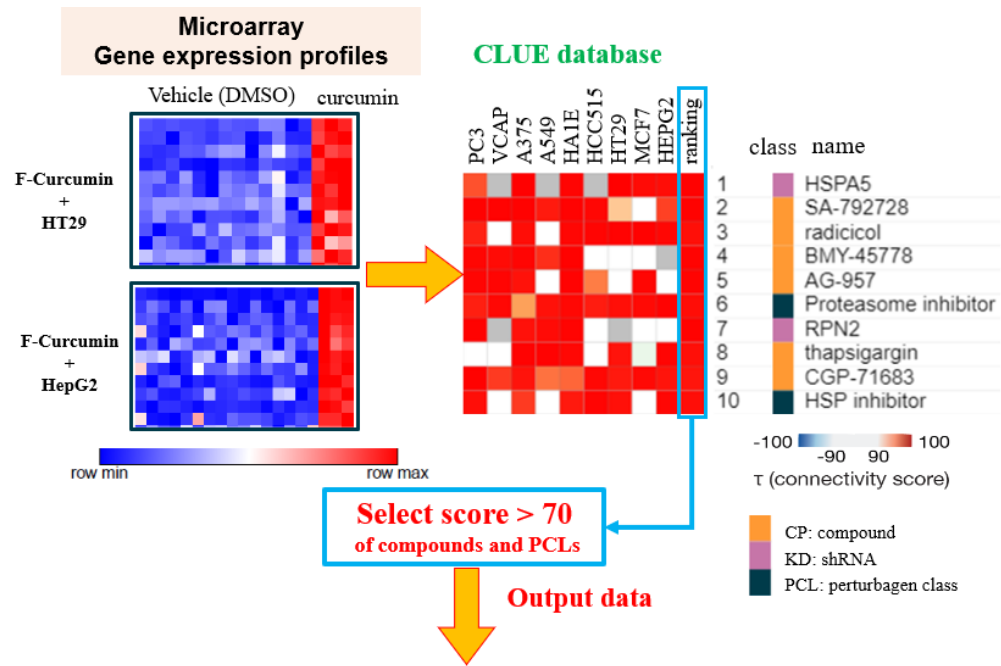 Microarray
Gene expression profiles
Vehicle (DMSO)
curcumin
F-Curcumin
+
HT29
F-Curcumin
+
HepG2
row min
row max
CLUE database
PC3
VCAP
A375
A549
HA1E
HCC515
HT29
MCF7
HEPG2
ranking
class
name
1 HSPA5
2 SA-792728
3 radicicol
4 BMY-45778
5 AG-957
6 Proteasome inhibitor
7 RPN2
8 thapsigargin
9 CGP-71683
10 HSP inhibitor
-100 100
-90 90
τ (connectivity score)
CP: compound
KD: shRNA
PCL: perturbagen class
Select score > 70
of compounds and PCLs
Output data